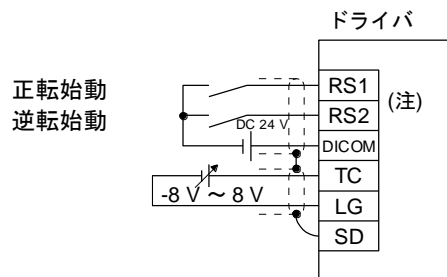 ドライバ
正転始動
逆転始動
RS1
RS2
(注)
DC 24 V
DICOM
TC
-8 V ～ 8 V
LG
SD